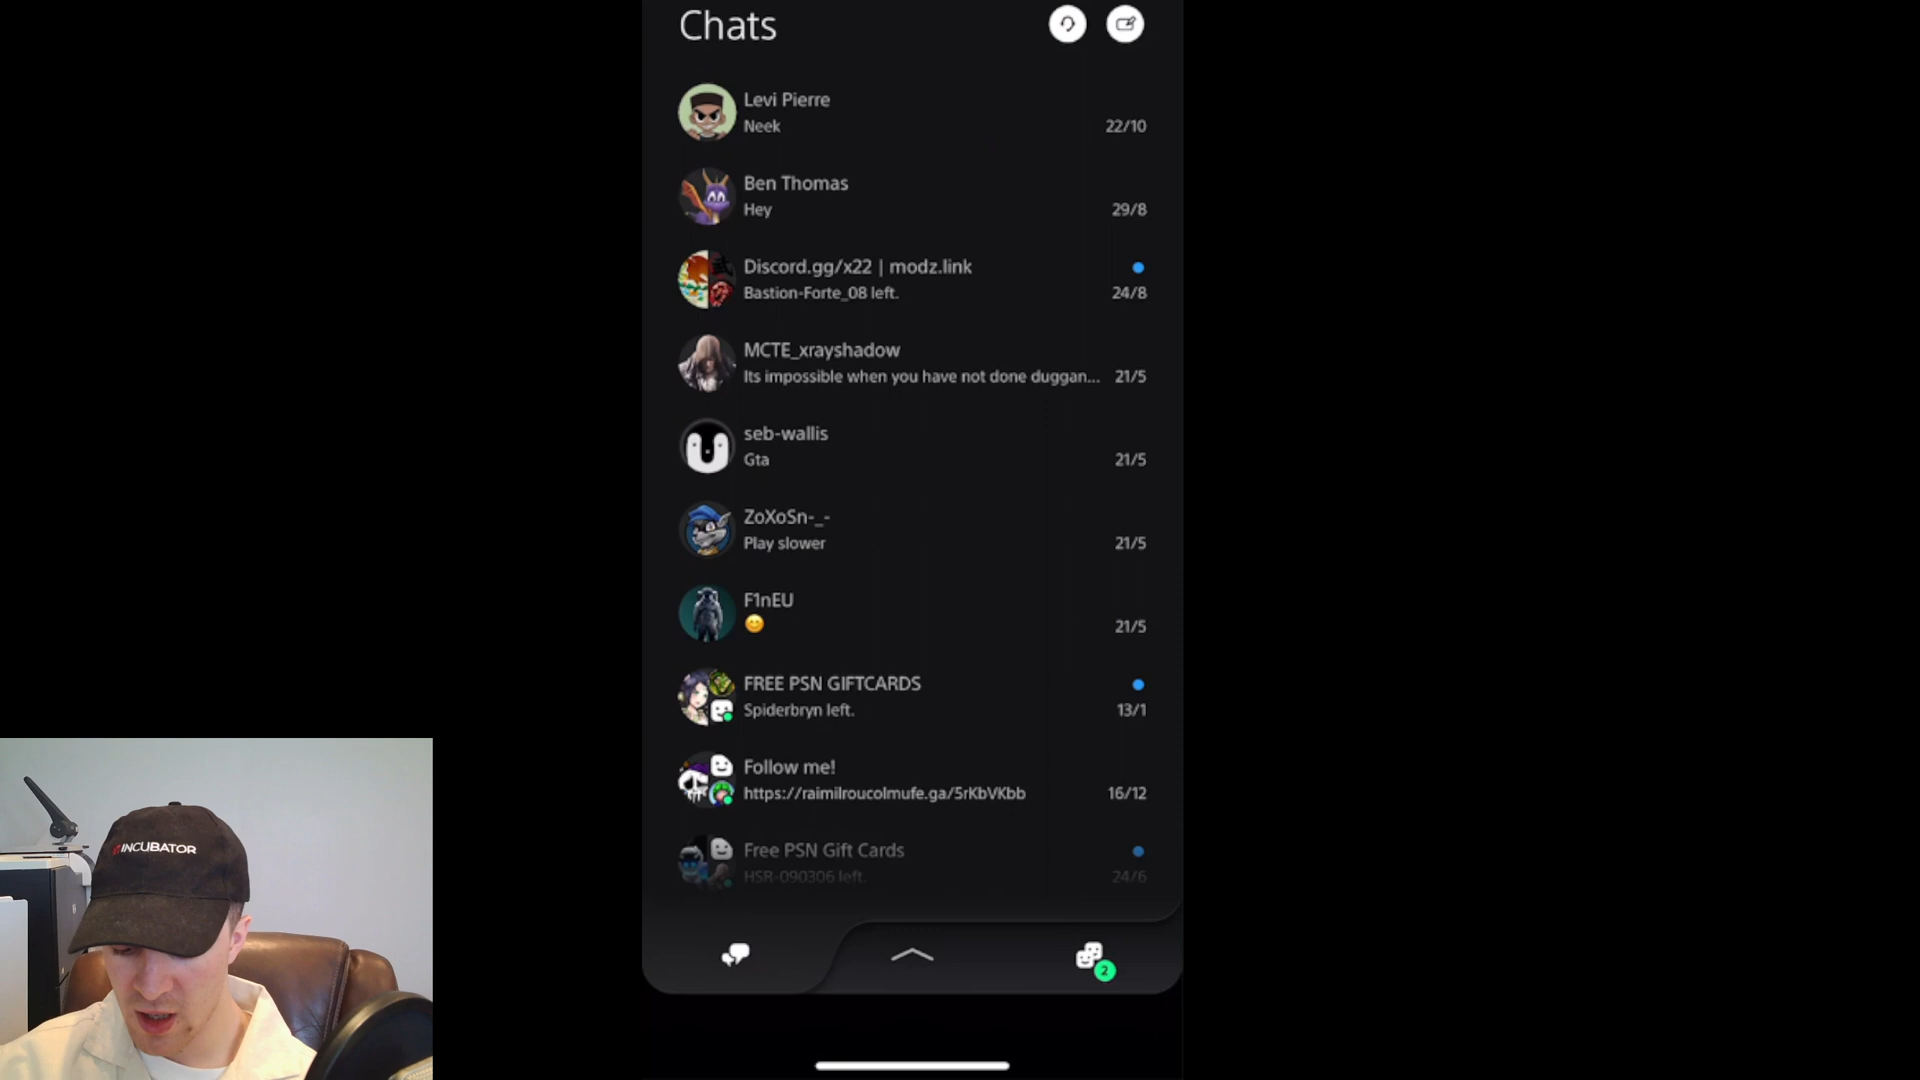 Chats
Levi Pierre
Neek
22/10
Ben Thomas
Hey
29/8
Discord.gg/x22 | modz.link
Bastion-Forte_08 left.
24/8
MCTE_xrayshadow
Its impossible when you have not done duggan...
21/5
seb-wallis
Gta
21/5
ZoXoSn-_-
Play slower
21/5
F1nEU
😊
21/5
FREE PSN GIFTCARDS
Spiderbryn left.
13/1
Follow me!
https://raimilroucolmufe.ga/5rKbVKbb
16/12
Free PSN Gift Cards
HSR-090306 left.
24/6
2
INCUBATOR